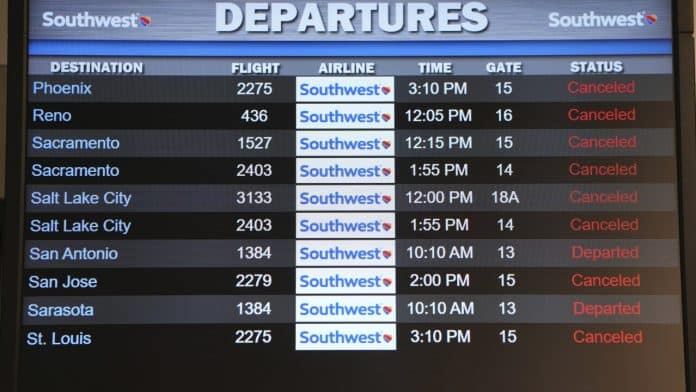 Southwest DEPARTURES Southwest
DESTINATION FLIGHT AIRLINE TIME GATE STATUS
Phoenix 2275 Southwest 3:10 PM 15 Canceled
Reno 436 Southwest 12:05 PM 16 Canceled
Sacramento 1527 Southwest 12:15 PM 15 Canceled
Sacramento 2403 Southwest 1:55 PM 14 Canceled
Salt Lake City 3133 Southwest 12:00 PM 18A Canceled
Salt Lake City 2403 Southwest 1:55 PM 14 Canceled
San Antonio 1384 Southwest 10:10 AM 13 Departed
San Jose 2279 Southwest 2:00 PM 15 Canceled
Sarasota 1384 Southwest 10:10 AM 13 Departed
St. Louis 2275 Southwest 3:10 PM 15 Canceled